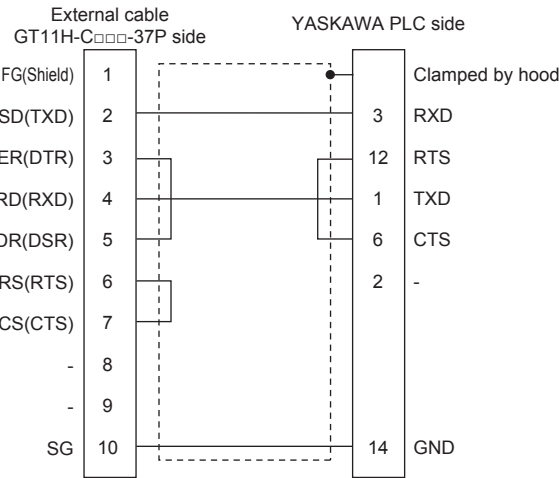 External cable
GT11H-C□□□-37P side
YASKAWA PLC side
FG(Shield) 1 Clamped by hood
SD(TXD) 2 3 RXD
ER(DTR) 3 12 RTS
RD(RXD) 4 1 TXD
DR(DSR) 5 6 CTS
RS(RTS) 6 2 -
CS(CTS) 7
- 8
- 9
SG 10 14 GND